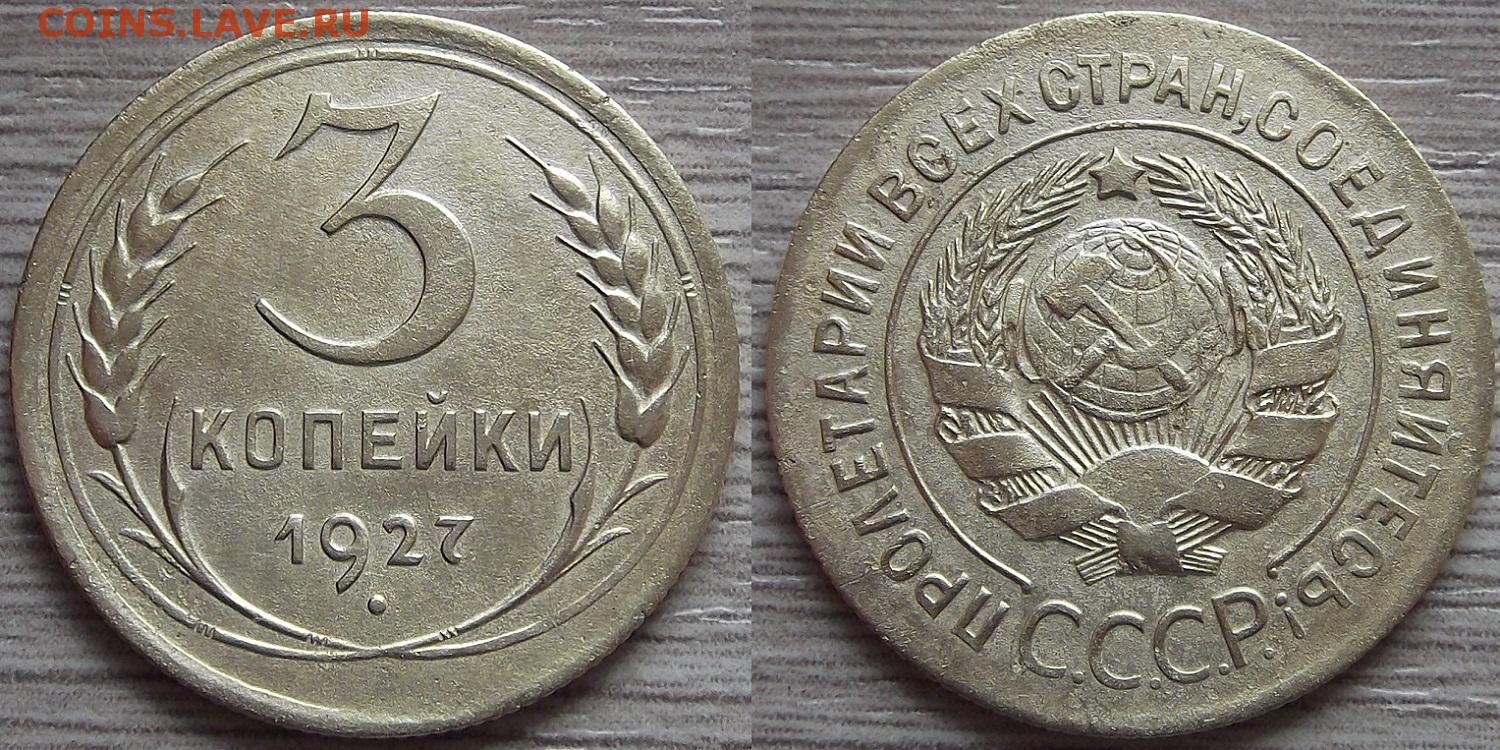 COINS.LAVE.RU
3
КОПЕЙКИ
1927
ПРОЛЕТАРИИ ВСЕХ СТРАН, СОЕДИНЯЙТЕСЬ!
С.С.С.Р.